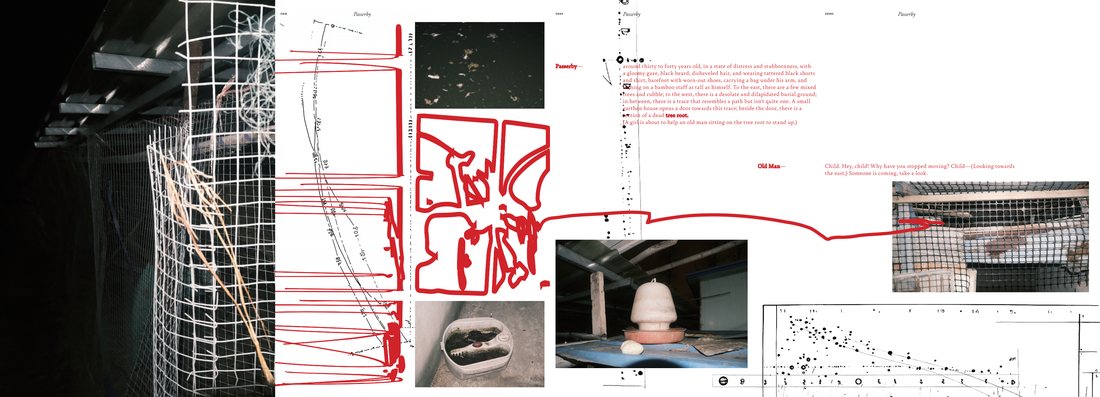 Passerby
Passerby
Passerby
Passerby—
around thirty to forty years old, in a state of distress and stubbornness, with
a gloomy gaze, black beard, disheveled hair, and wearing tattered black shorts
and shirt, barefoot with worn-out shoes, carrying a bag under his arm, and
on a bamboo staff as tall as himself. To the east, there are a few mixed
trees and rubble; to the west, there is a desolate and dilapidated burial ground;
in between, there is a trace that resembles a path but isn't quite one. A small
earthen house opens a door towards this trace; beside the door, there is a
section of a dead tree root.
(A girl is about to help an old man sitting on the tree root to stand up.)
Old Man—
Child. Hey, child! Why have you stopped moving? Child—(Looking towards
the east.) Someone is coming, take a look.